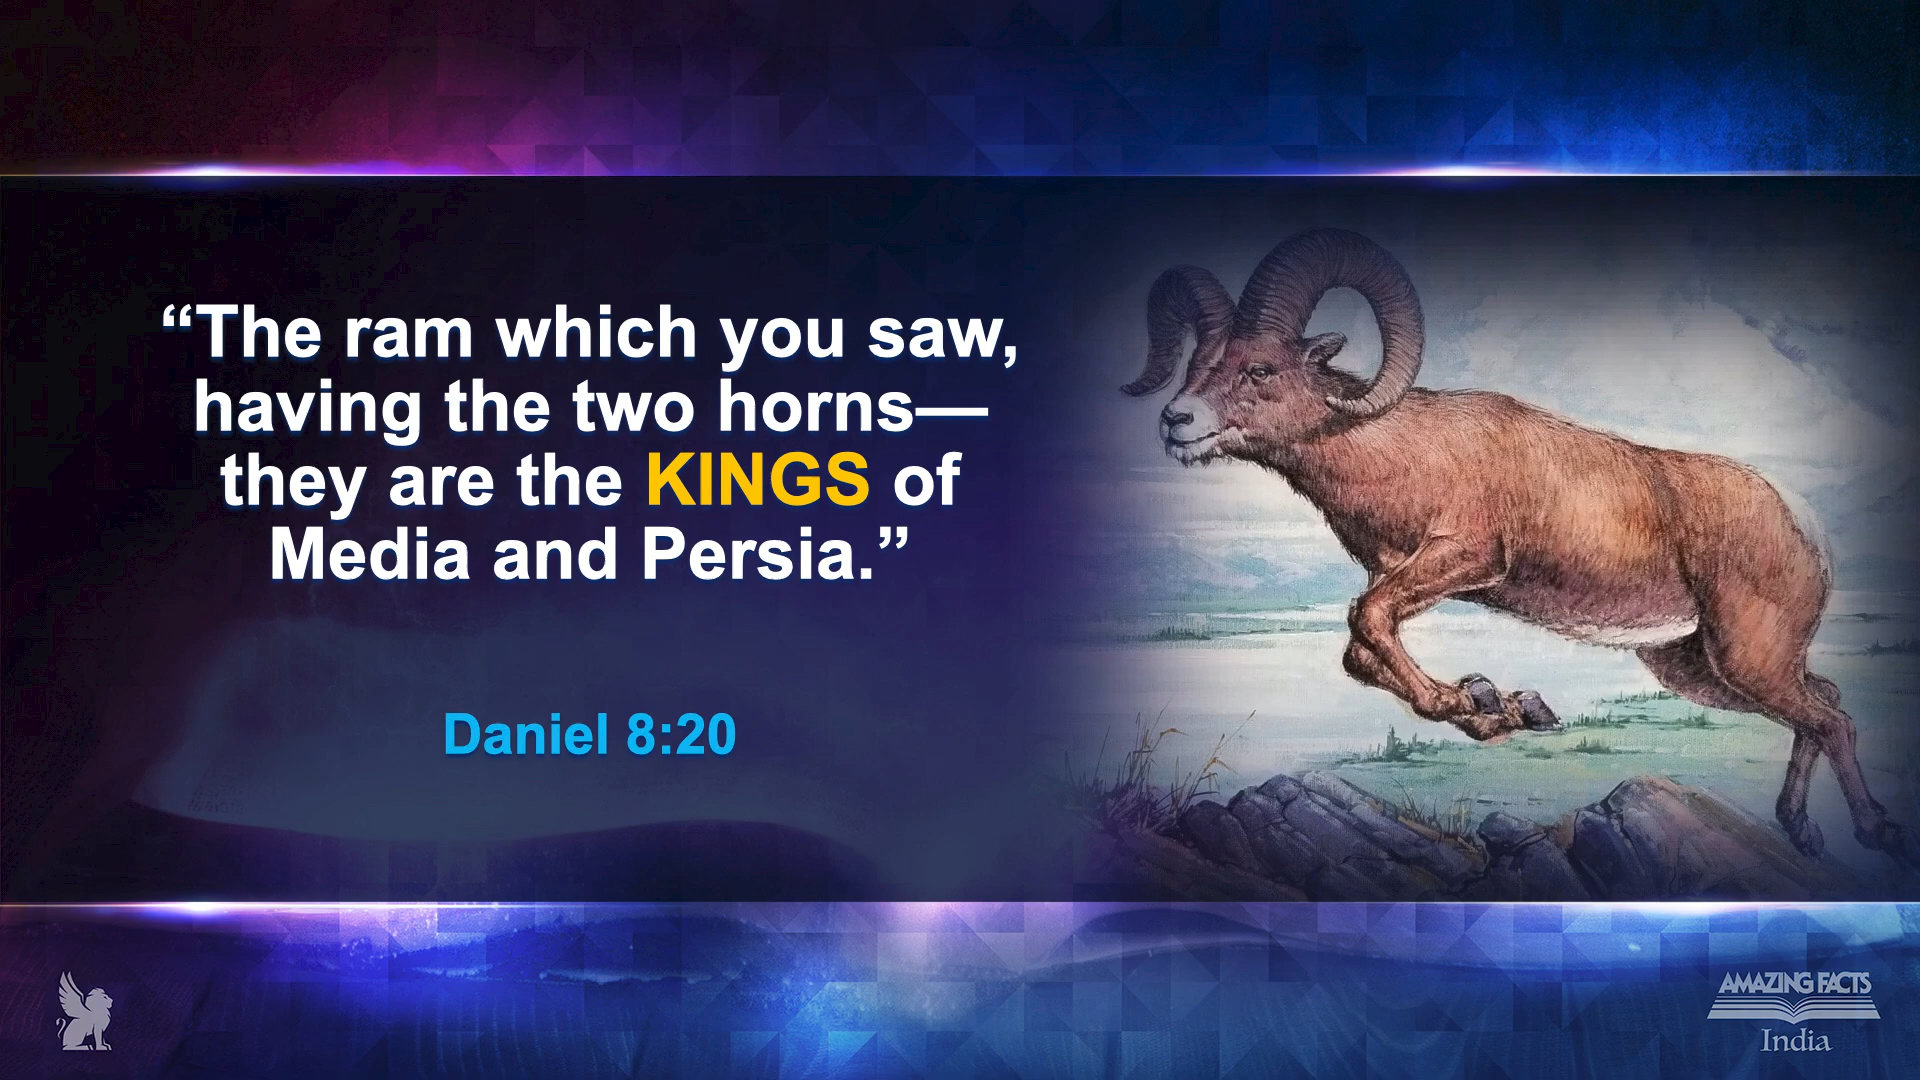 “The ram which you saw,
having the two horns—
they are the KINGS of
Media and Persia.”
Daniel 8:20
AMAZING FACTS
India